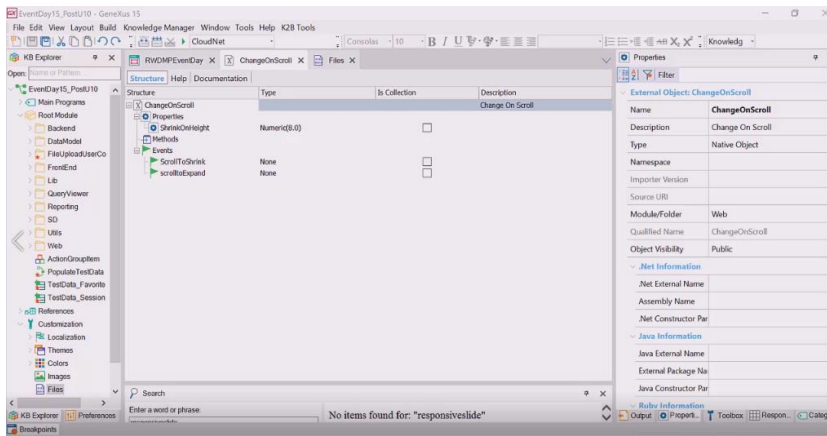 EventDay15_PostU10 - GeneXus 15
File Edit View Layout Build Knowledge Manager Window Tools Help K2B Tools
CloudNet Consolas 10 B I U Knowledg
KB Explorer
Open: Name or Pattern
EventDay15_PostU10
Main Programs
Root Module
Backend
DataModel
FileUploadUserCo
FrontEnd
Lib
QueryViewer
Reporting
SD
Utils
Web
ActionGroupItem
PopulateTestData
TestData_Favorite
TestData_Session
References
Customization
Localization
Themes
Colors
Images
Files
KB Explorer Preferences
Breakpoints
RWDMPEventDay ChangeOnScroll Files
Structure Help Documentation
Structure Type Is Collection Description
ChangeOnScroll Change On Scroll
Properties
ShrinkOnHeight Numeric(8.0)
Methods
Events
ScrollToShrink None
scrolltoExpand None
Search
Enter a word or phrase:
responsiveslide
No items found for: "responsiveslide"
Properties
Filter
External Object: ChangeOnScroll
Name ChangeOnScroll
Description Change On Scroll
Type Native Object
Namespace
Importer Version
Source URI
Module/Folder Web
Qualified Name ChangeOnScroll
Object Visibility Public
.Net Information
.Net External Name
Assembly Name
.Net Constructor Par
Java Information
Java External Name
External Package Na
Java Constructor Par
Ruby Information
Output Properti... Toolbox Respon... Categ